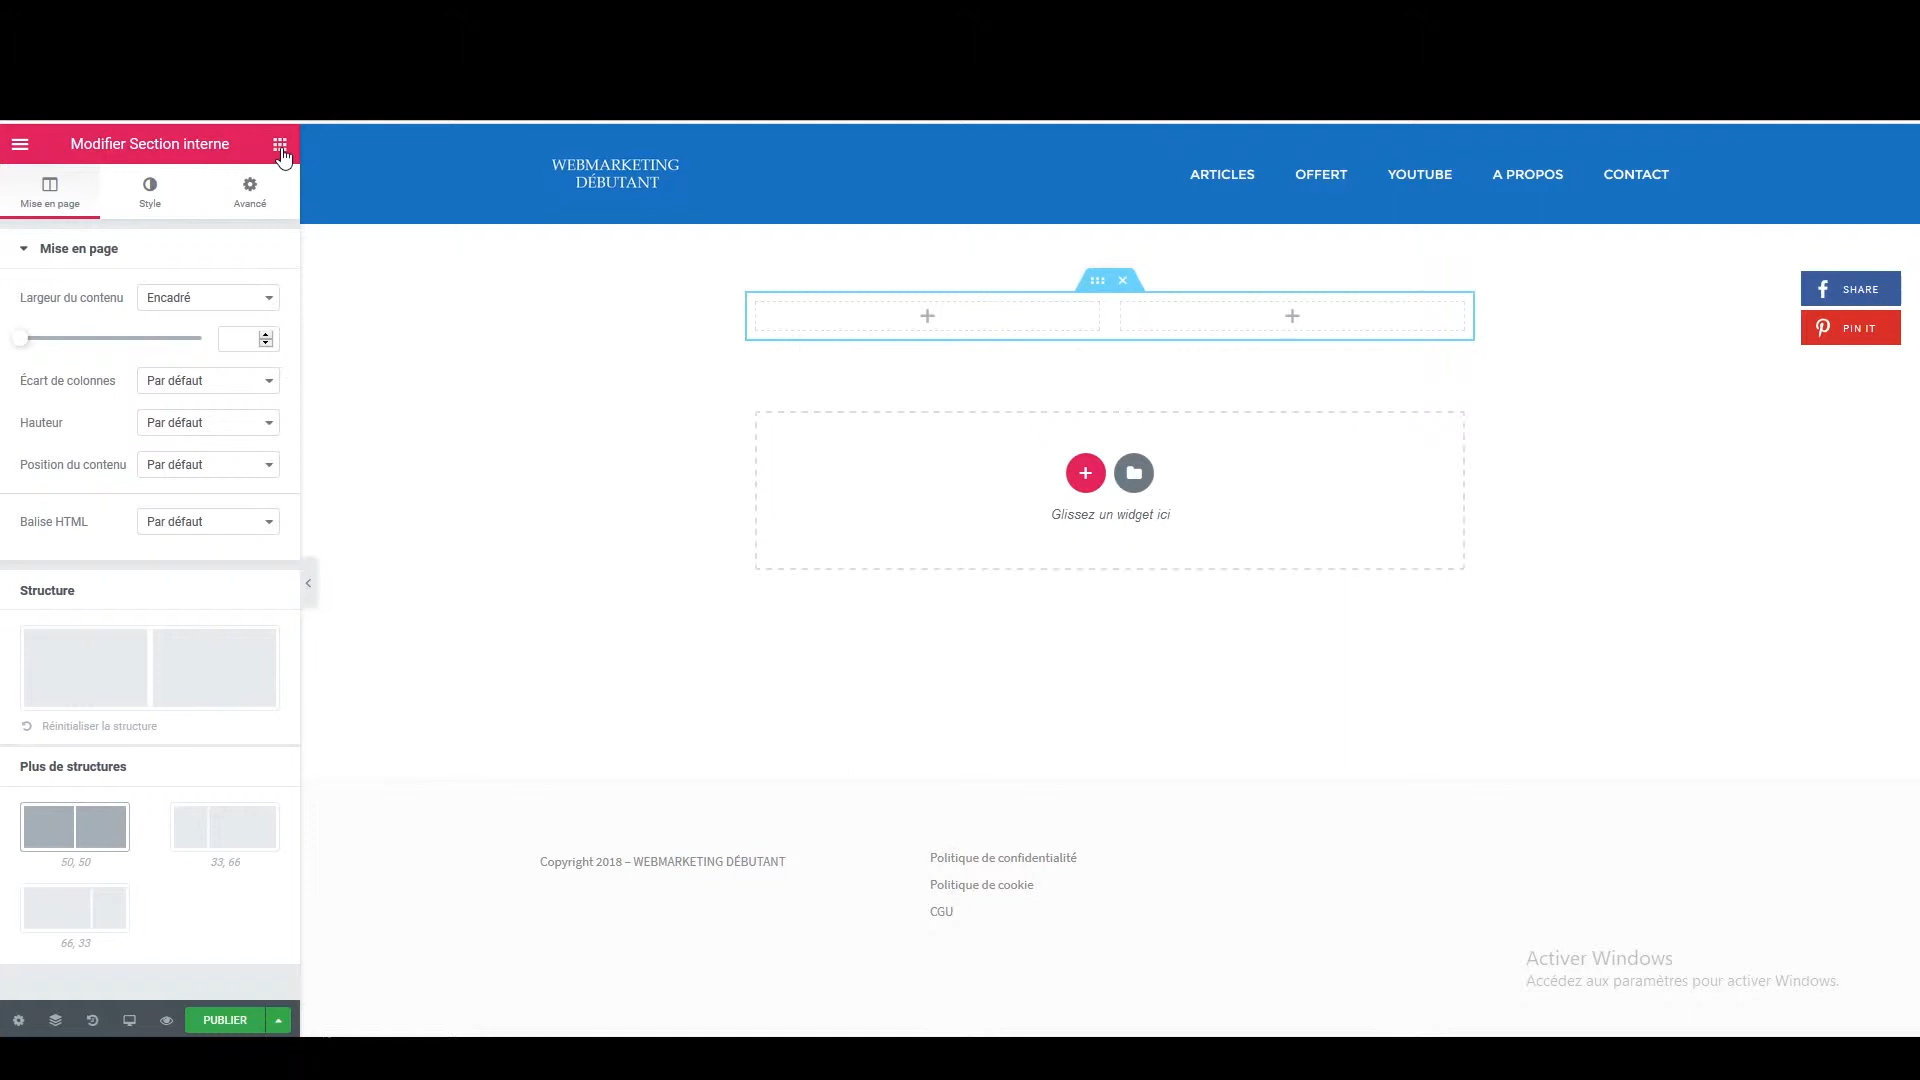 Modifier Section interne
Mise en page
Style
Avancé
Mise en page
Largeur du contenu
Encadré
Écart de colonnes
Par défaut
Hauteur
Par défaut
Position du contenu
Par défaut
Balise HTML
Par défaut
Structure
Réinitialiser la structure
Plus de structures
50, 50
33, 66
66, 33
PUBLIER
WEBMARKETING
DÉBUTANT
ARTICLES
OFFERT
YOUTUBE
A PROPOS
CONTACT
SHARE
PIN IT
Glissez un widget ici
Copyright 2018 – WEBMARKETING DÉBUTANT
Politique de confidentialité
Politique de cookie
CGU
Activer Windows
Accédez aux paramètres pour activer Windows.